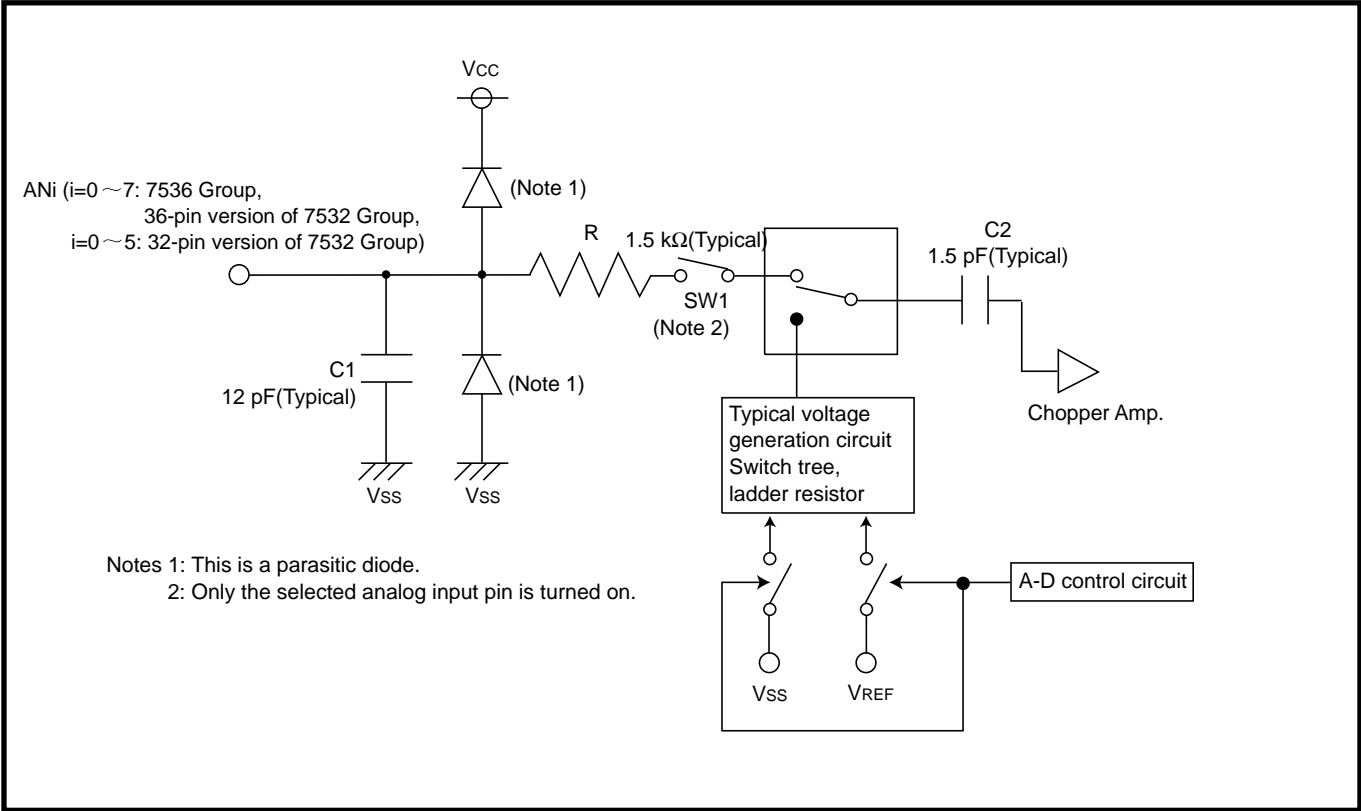 VCC
ANi (i=0～7: 7536 Group,
36-pin version of 7532 Group,
i=0～5: 32-pin version of 7532 Group)
(Note 1)
R
1.5 kΩ(Typical)
SW1
(Note 2)
C2
1.5 pF(Typical)
C1
12 pF(Typical)
(Note 1)
Chopper Amp.
Typical voltage
generation circuit
Switch tree,
ladder resistor
VSS
VSS
Notes 1: This is a parasitic diode.
2: Only the selected analog input pin is turned on.
A-D control circuit
VSS
VREF